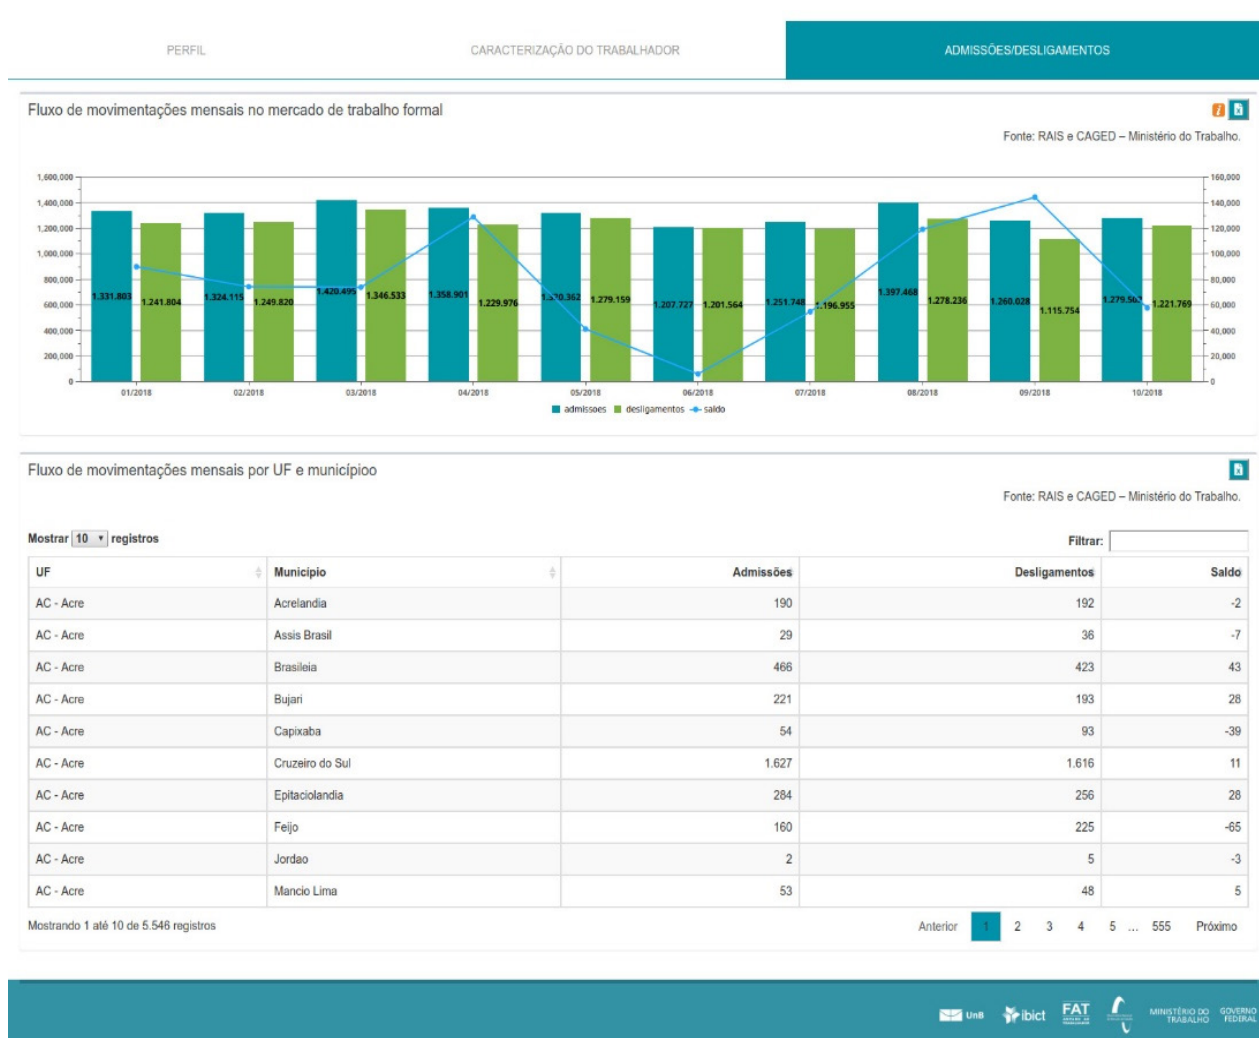 PERFIL CARACTERIZAÇÃO DO TRABALHADOR ADMISSÕES/DESLIGAMENTOS
Fluxo de movimentações mensais no mercado de trabalho formal
Fonte: RAIS e CAGED – Ministério do Trabalho.
1,600,000 160,000
1,400,000 140,000
1,200,000 120,000
1,000,000 100,000
800,000 80,000
600,000 60,000
400,000 40,000
200,000 20,000
0 0
1.331.803 1.241.804 1.324.115 1.249.820 1.420.495 1.346.533 1.358.901 1.229.976 1.320.362 1.279.159 1.207.727 1.201.564 1.251.748 1.196.955 1.397.468 1.278.236 1.260.028 1.115.754 1.221.769
01/2018 02/2018 03/2018 04/2018 05/2018 06/2018 07/2018 08/2018 09/2018 10/2018
admissoes desligamentos saldo
Fluxo de movimentações mensais por UF e municípioo
Fonte: RAIS e CAGED – Ministério do Trabalho.
Mostrar 10 registros Filtrar:
UF Município Admissões Desligamentos Saldo
AC - Acre Acrelandia 190 192 -2
AC - Acre Assis Brasil 29 36 -7
AC - Acre Brasileia 466 423 43
AC - Acre Bujari 221 193 28
AC - Acre Capixaba 54 93 -39
AC - Acre Cruzeiro do Sul 1.627 1.616 11
AC - Acre Epitaciolandia 284 256 28
AC - Acre Feijo 160 225 -65
AC - Acre Jordao 2 5 -3
AC - Acre Mancio Lima 53 48 5
Mostrando 1 até 10 de 5.546 registros Anterior 1 2 3 4 5 ... 555 Próximo
UnB ibict FAT MINISTÉRIO DO TRABALHO GOVERNO FEDERAL